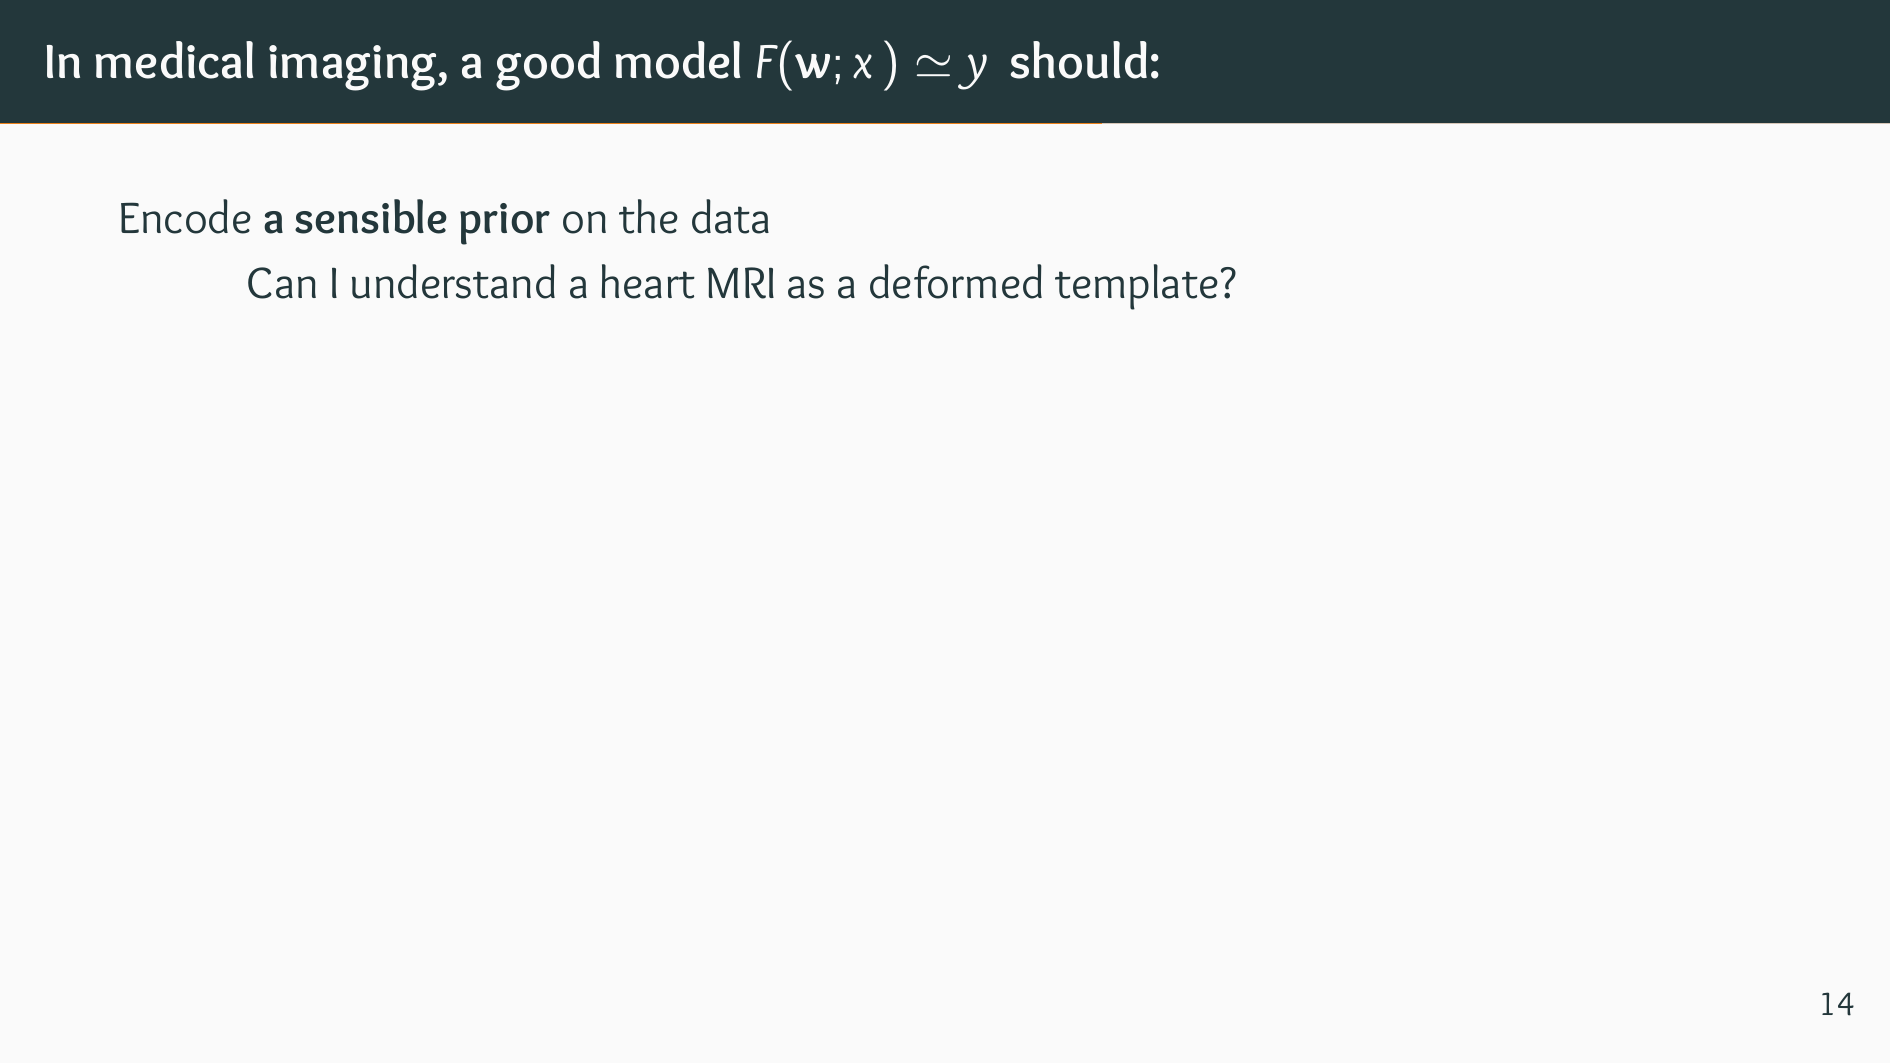 In medical imaging, a good model F(w; x ) ≃ y should:
Encode a sensible prior on the data
Can I understand a heart MRI as a deformed template?
14